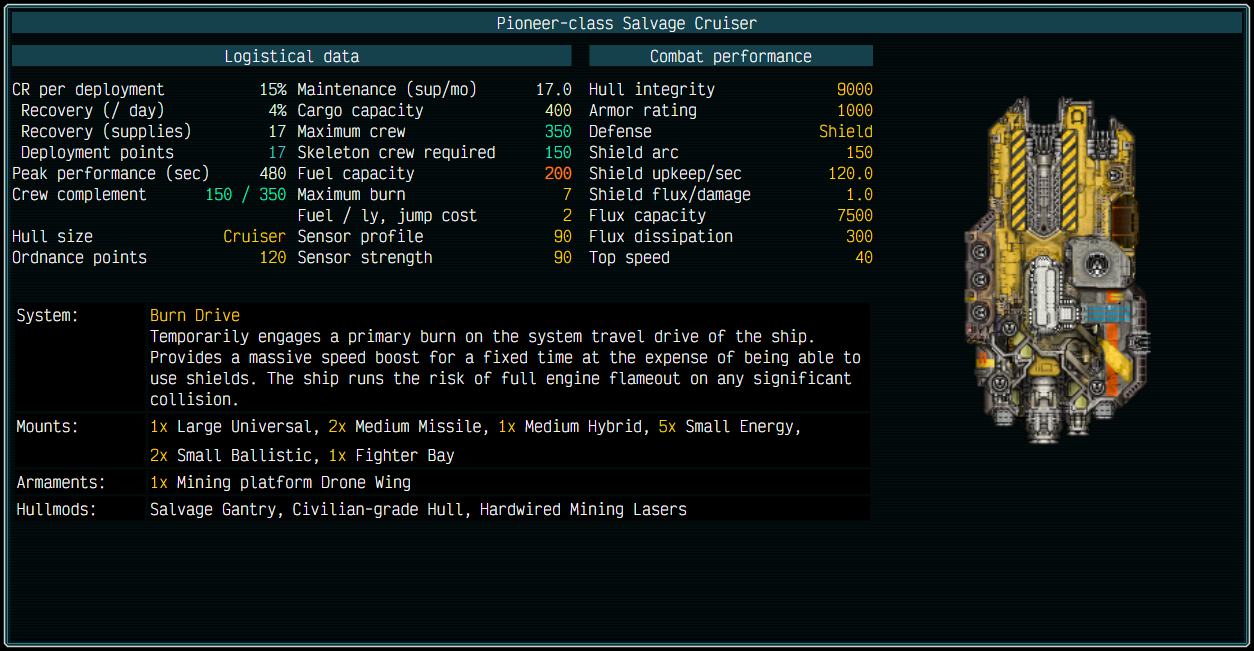 Pioneer-class Salvage Cruiser
Logistical data
Combat performance
CR per deployment 15% Maintenance (sup/mo) 17.0 Hull integrity 9000
Recovery (/ day) 4% Cargo capacity 400 Armor rating 1000
Recovery (supplies) 17 Maximum crew 350 Defense Shield
Deployment points 17 Skeleton crew required 150 Shield arc 150
Peak performance (sec) 480 Fuel capacity 200 Shield upkeep/sec 120.0
Crew complement 150 / 350 Maximum burn 7 Shield flux/damage 1.0
Fuel / ly, jump cost 2 Flux capacity 7500
Hull size Cruiser Sensor profile 90 Flux dissipation 300
Ordnance points 120 Sensor strength 90 Top speed 40
System: Burn Drive
Temporarily engages a primary burn on the system travel drive of the ship.
Provides a massive speed boost for a fixed time at the expense of being able to
use shields. The ship runs the risk of full engine flameout on any significant
collision.
Mounts: 1x Large Universal, 2x Medium Missile, 1x Medium Hybrid, 5x Small Energy,
2x Small Ballistic, 1x Fighter Bay
Armaments: 1x Mining platform Drone Wing
Hullmods: Salvage Gantry, Civilian-grade Hull, Hardwired Mining Lasers